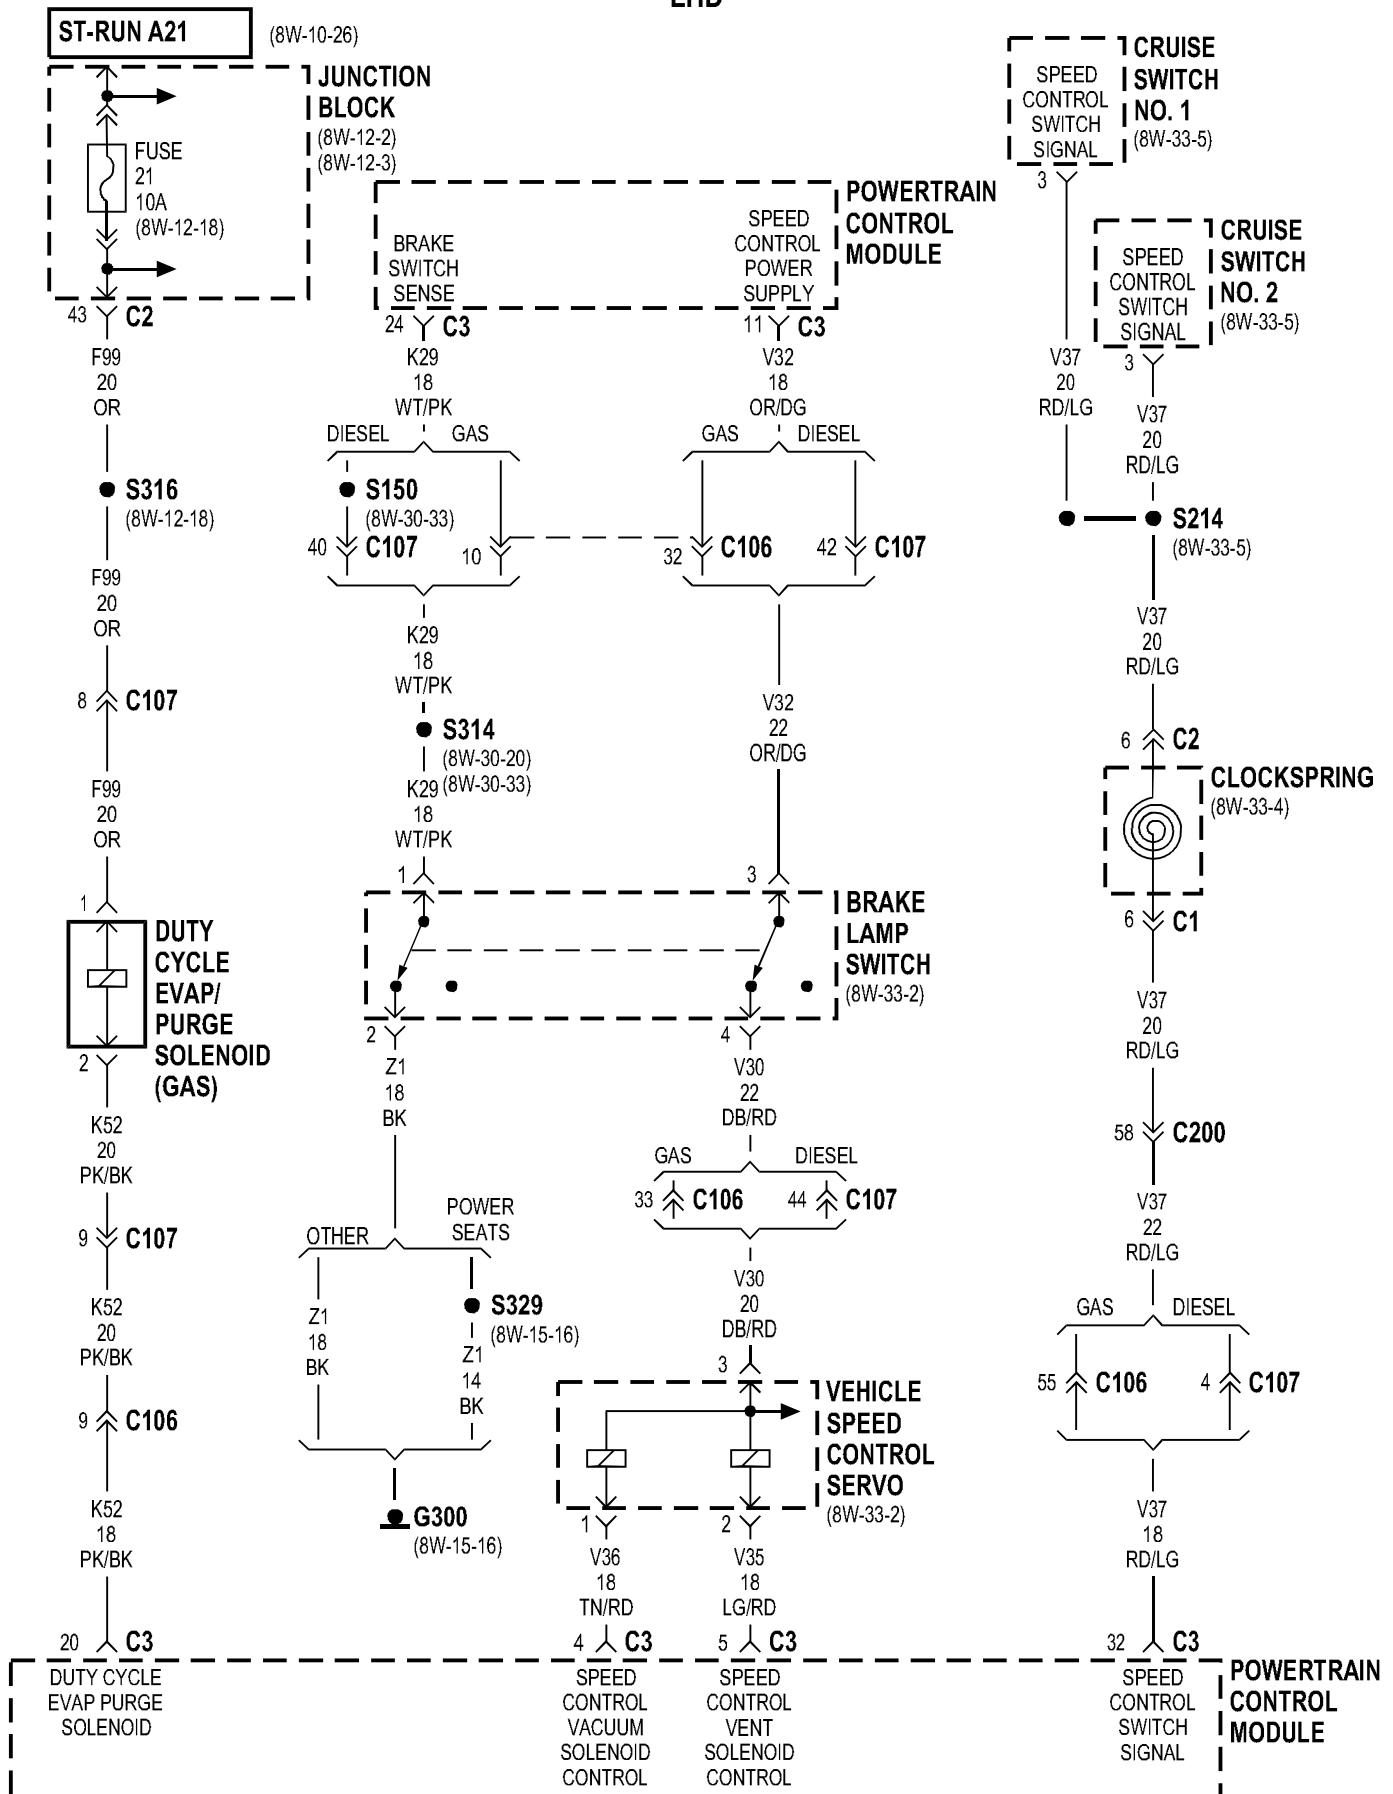 LHD
ST-RUN A21
(8W-10-26)
JUNCTION
BLOCK
(8W-12-2)
(8W-12-3)
FUSE
21
10A
(8W-12-18)
43
C2
F99
20
OR
S316
(8W-12-18)
F99
20
OR
8
C107
F99
20
OR
1
DUTY
CYCLE
EVAP/
PURGE
SOLENOID
(GAS)
2
K52
20
PK/BK
9
C107
K52
20
PK/BK
9
C106
K52
18
PK/BK
20
C3
DUTY CYCLE
EVAP PURGE
SOLENOID
POWERTRAIN
CONTROL
MODULE
BRAKE
SWITCH
SENSE
SPEED
CONTROL
POWER
SUPPLY
24
C3
K29
18
WT/PK
DIESEL
GAS
S150
(8W-30-33)
40
C107
10
K29
18
WT/PK
S314
(8W-30-20)
(8W-30-33)
K29
18
WT/PK
1
11
C3
V32
18
OR/DG
GAS
DIESEL
32
C106
42
C107
V32
22
OR/DG
3
BRAKE
LAMP
SWITCH
(8W-33-2)
2
Z1
18
BK
OTHER
POWER
SEATS
Z1
18
BK
S329
(8W-15-16)
Z1
14
BK
G300
(8W-15-16)
4
V30
22
DB/RD
GAS
DIESEL
33
C106
44
C107
V30
20
DB/RD
3
VEHICLE
SPEED
CONTROL
SERVO
(8W-33-2)
1
V36
18
TN/RD
4
C3
SPEED
CONTROL
VACUUM
SOLENOID
CONTROL
2
V35
18
LG/RD
5
C3
SPEED
CONTROL
VENT
SOLENOID
CONTROL
CRUISE
SWITCH
NO. 1
(8W-33-5)
SPEED
CONTROL
SWITCH
SIGNAL
3
V37
20
RD/LG
CRUISE
SWITCH
NO. 2
(8W-33-5)
SPEED
CONTROL
SWITCH
SIGNAL
3
V37
20
RD/LG
S214
(8W-33-5)
V37
20
RD/LG
6
C2
CLOCKSPRING
(8W-33-4)
6
C1
V37
20
RD/LG
58
C200
V37
22
RD/LG
GAS
DIESEL
55
C106
4
C107
V37
18
RD/LG
32
C3
SPEED
CONTROL
SWITCH
SIGNAL
POWERTRAIN
CONTROL
MODULE